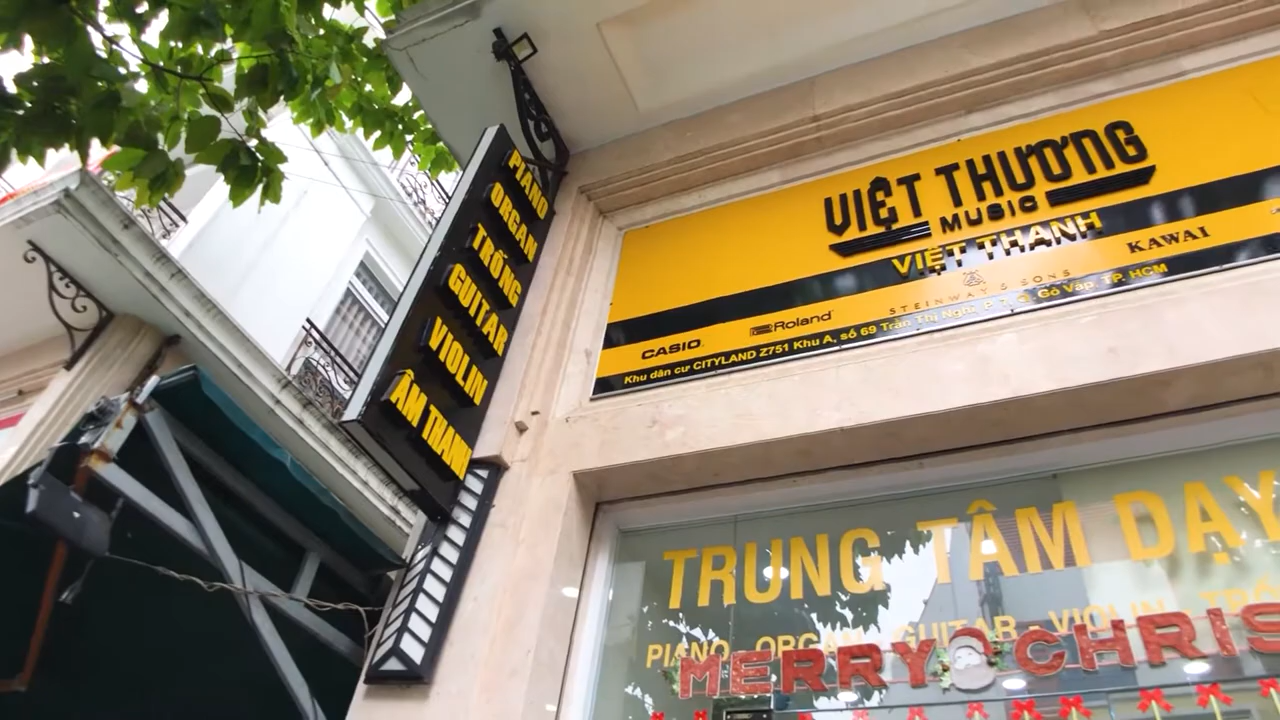 PIANO
ORGAN
TRỐNG
GUITAR
VIOLIN
ÂM THANH
VIỆT THƯƠNG
MUSIC
VIỆT THANH
CASIO Roland STEINWAY & SONS KAWAI
Khu dân cư CITYLAND Z751 Khu A, số 69 Trần Thị Nghỉ, Gò Vấp, TP. HCM
TRUNG TÂM DẠY
PIANO - ORGAN - GUITAR - VIOLIN - TRỐ
MERRY CHRIS